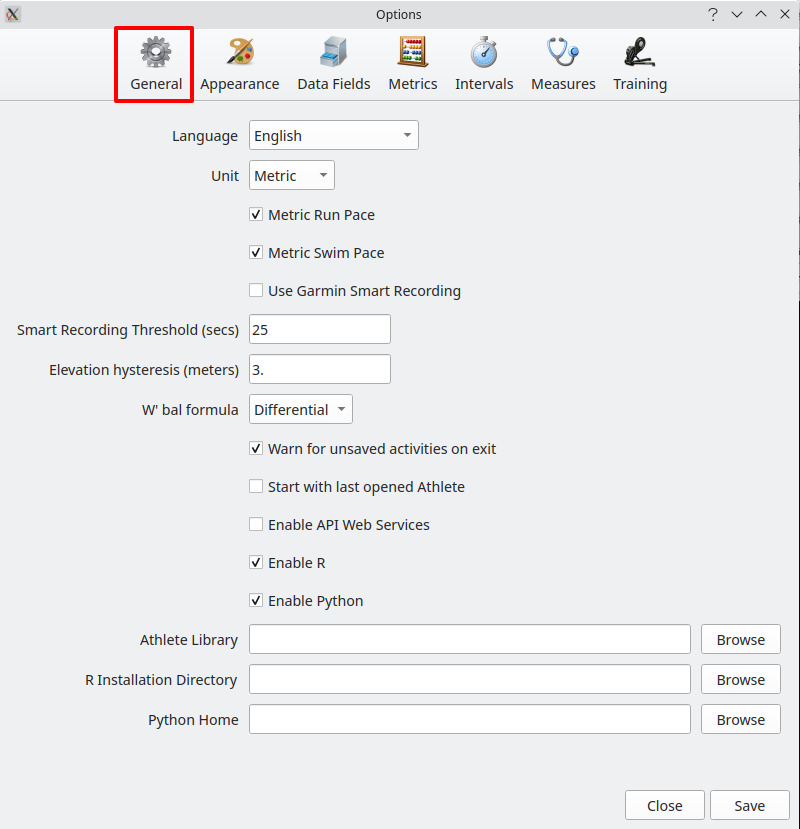 Options
General Appearance Data Fields Metrics Intervals Measures Training
Language English
Unit Metric
Metric Run Pace
Metric Swim Pace
Use Garmin Smart Recording
Smart Recording Threshold (secs) 25
Elevation hysteresis (meters) 3.
W' bal formula Differential
Warn for unsaved activities on exit
Start with last opened Athlete
Enable API Web Services
Enable R
Enable Python
Athlete Library Browse
R Installation Directory Browse
Python Home Browse
Close Save